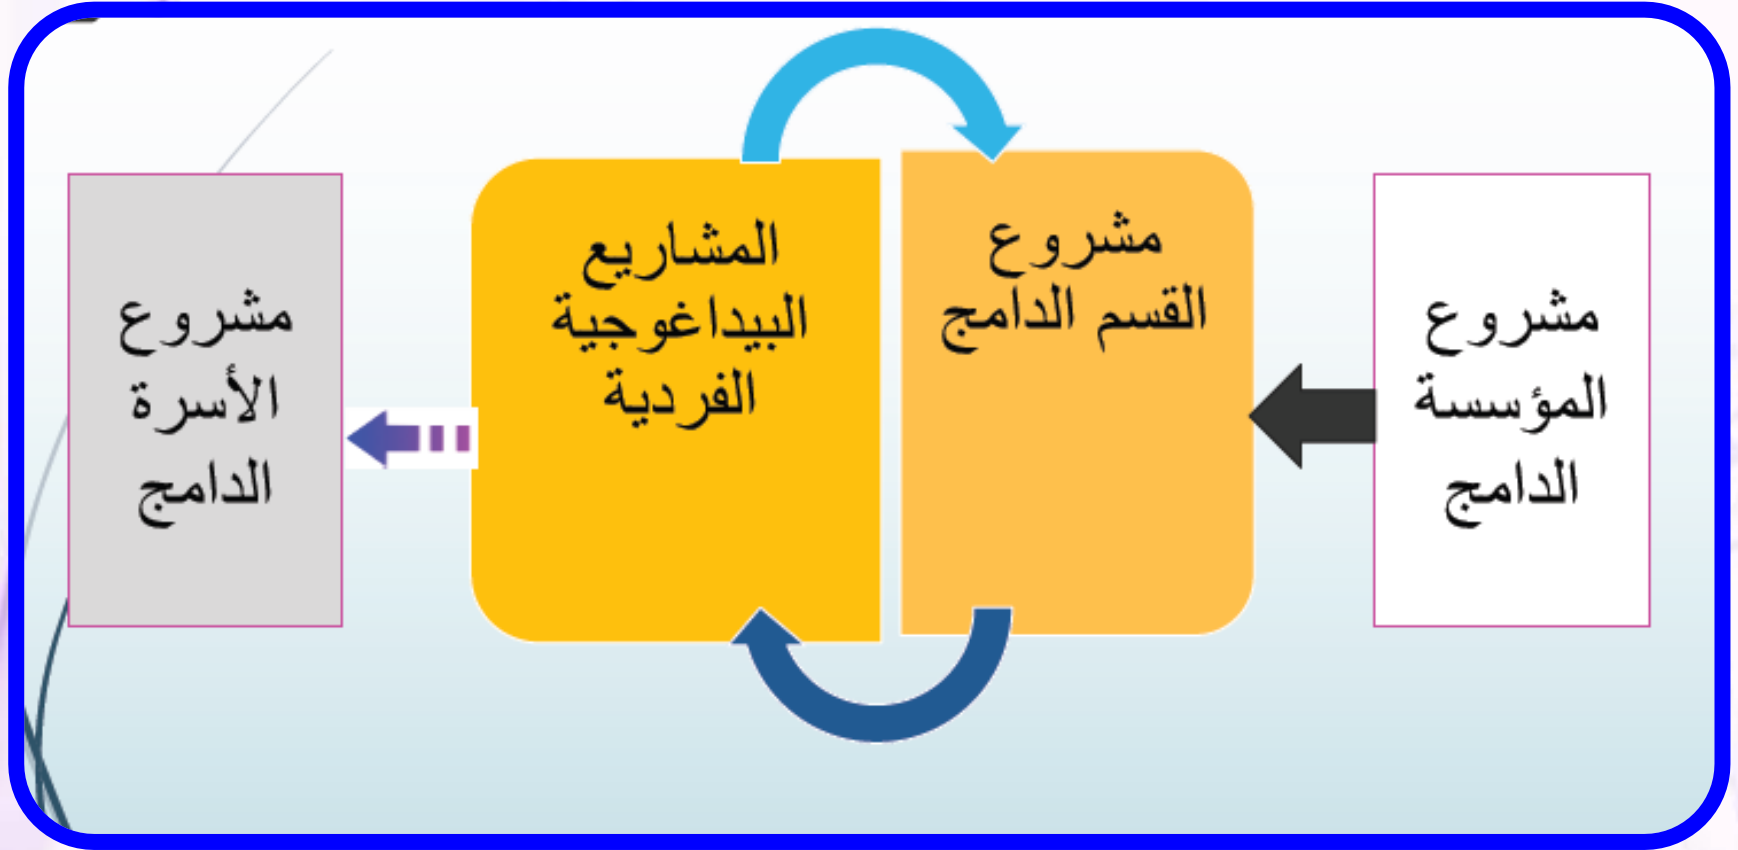 مشروع
المؤسسة
الدامج
مشروع
القسم الدامج
المشاريع
البيداغوجية
الفردية
مشروع
الأسرة
الدامج